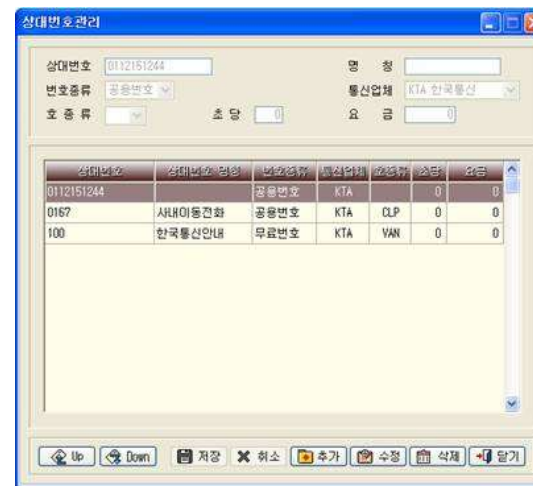 상대번호관리
상대번호 0112151244 명 칭
번호종류 공용번호 통신업체 KTA 한국통신
호 종 류 초 당 0 요 금 0
상대번호 상대번호 명칭 번호종류 통신업체 호종류 초당 요금
0112151244 공용번호 KTA 0 0
0167 사내이동전화 공용번호 KTA CLP 0 0
100 한국통신안내 무료번호 KTA VAN 0 0
Up Down 저장 취소 추가 수정 삭제 닫기